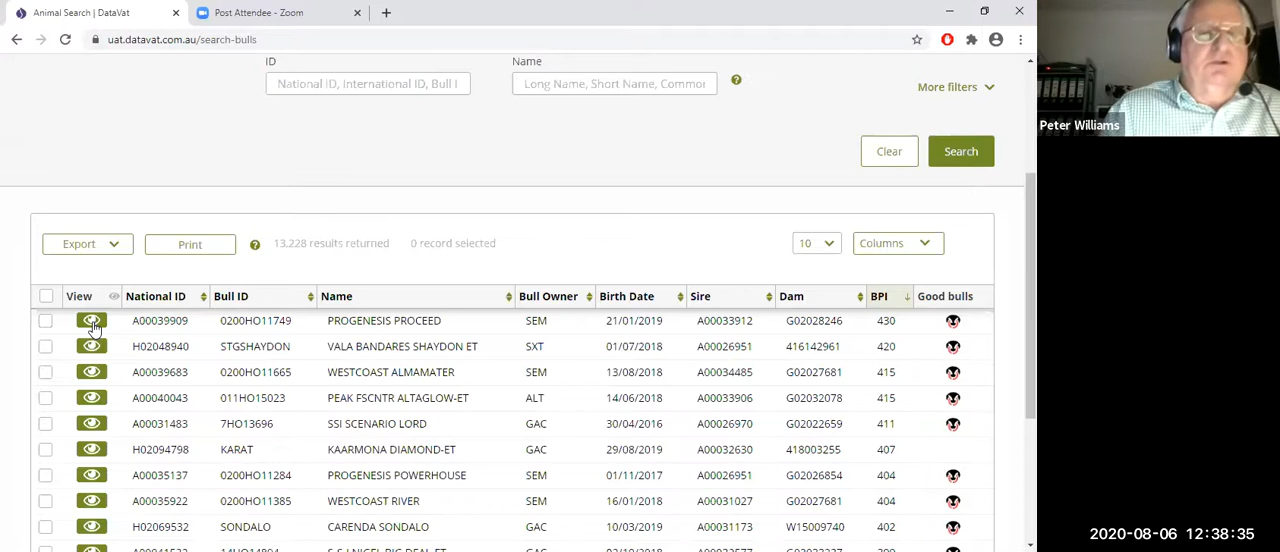 Animal Search | DataVat
Post Attendee - Zoom
uat.datavat.com.au/search-bulls
ID
Name
National ID, International ID, Bull I
Long Name, Short Name, Commor
More filters
Peter Williams
Clear
Search
Export
Print
13,228 results returned
0 record selected
10
Columns
View National ID Bull ID Name Bull Owner Birth Date Sire Dam BPI Good bulls
A00039909 0200HO11749 PROGENESIS PROCEED SEM 21/01/2019 A00033912 G02028246 430
H02048940 STGSHAYDON VALA BANDARES SHAYDON ET SXT 01/07/2018 A00026951 416142961 420
A00039683 0200HO11665 WESTCOAST ALMAMATER SEM 13/08/2018 A00034485 G02027681 415
A00040043 011HO15023 PEAK FSCNTR ALTAGLOW-ET ALT 14/06/2018 A00033906 G02032078 415
A00031483 7HO13696 SSI SCENARIO LORD GAC 30/04/2016 A00026970 G02022659 411
H02094798 KARAT KAARMONA DIAMOND-ET GAC 29/08/2019 A00032630 418003255 407
A00035137 0200HO11284 PROGENESIS POWERHOUSE SEM 01/11/2017 A00026951 G02026854 404
A00035922 0200HO11385 WESTCOAST RIVER SEM 16/01/2018 A00031027 G02027681 404
H02069532 SONDALO CARENDA SONDALO GAC 10/03/2019 A00031173 W15009740 402
2020-08-06 12:38:35